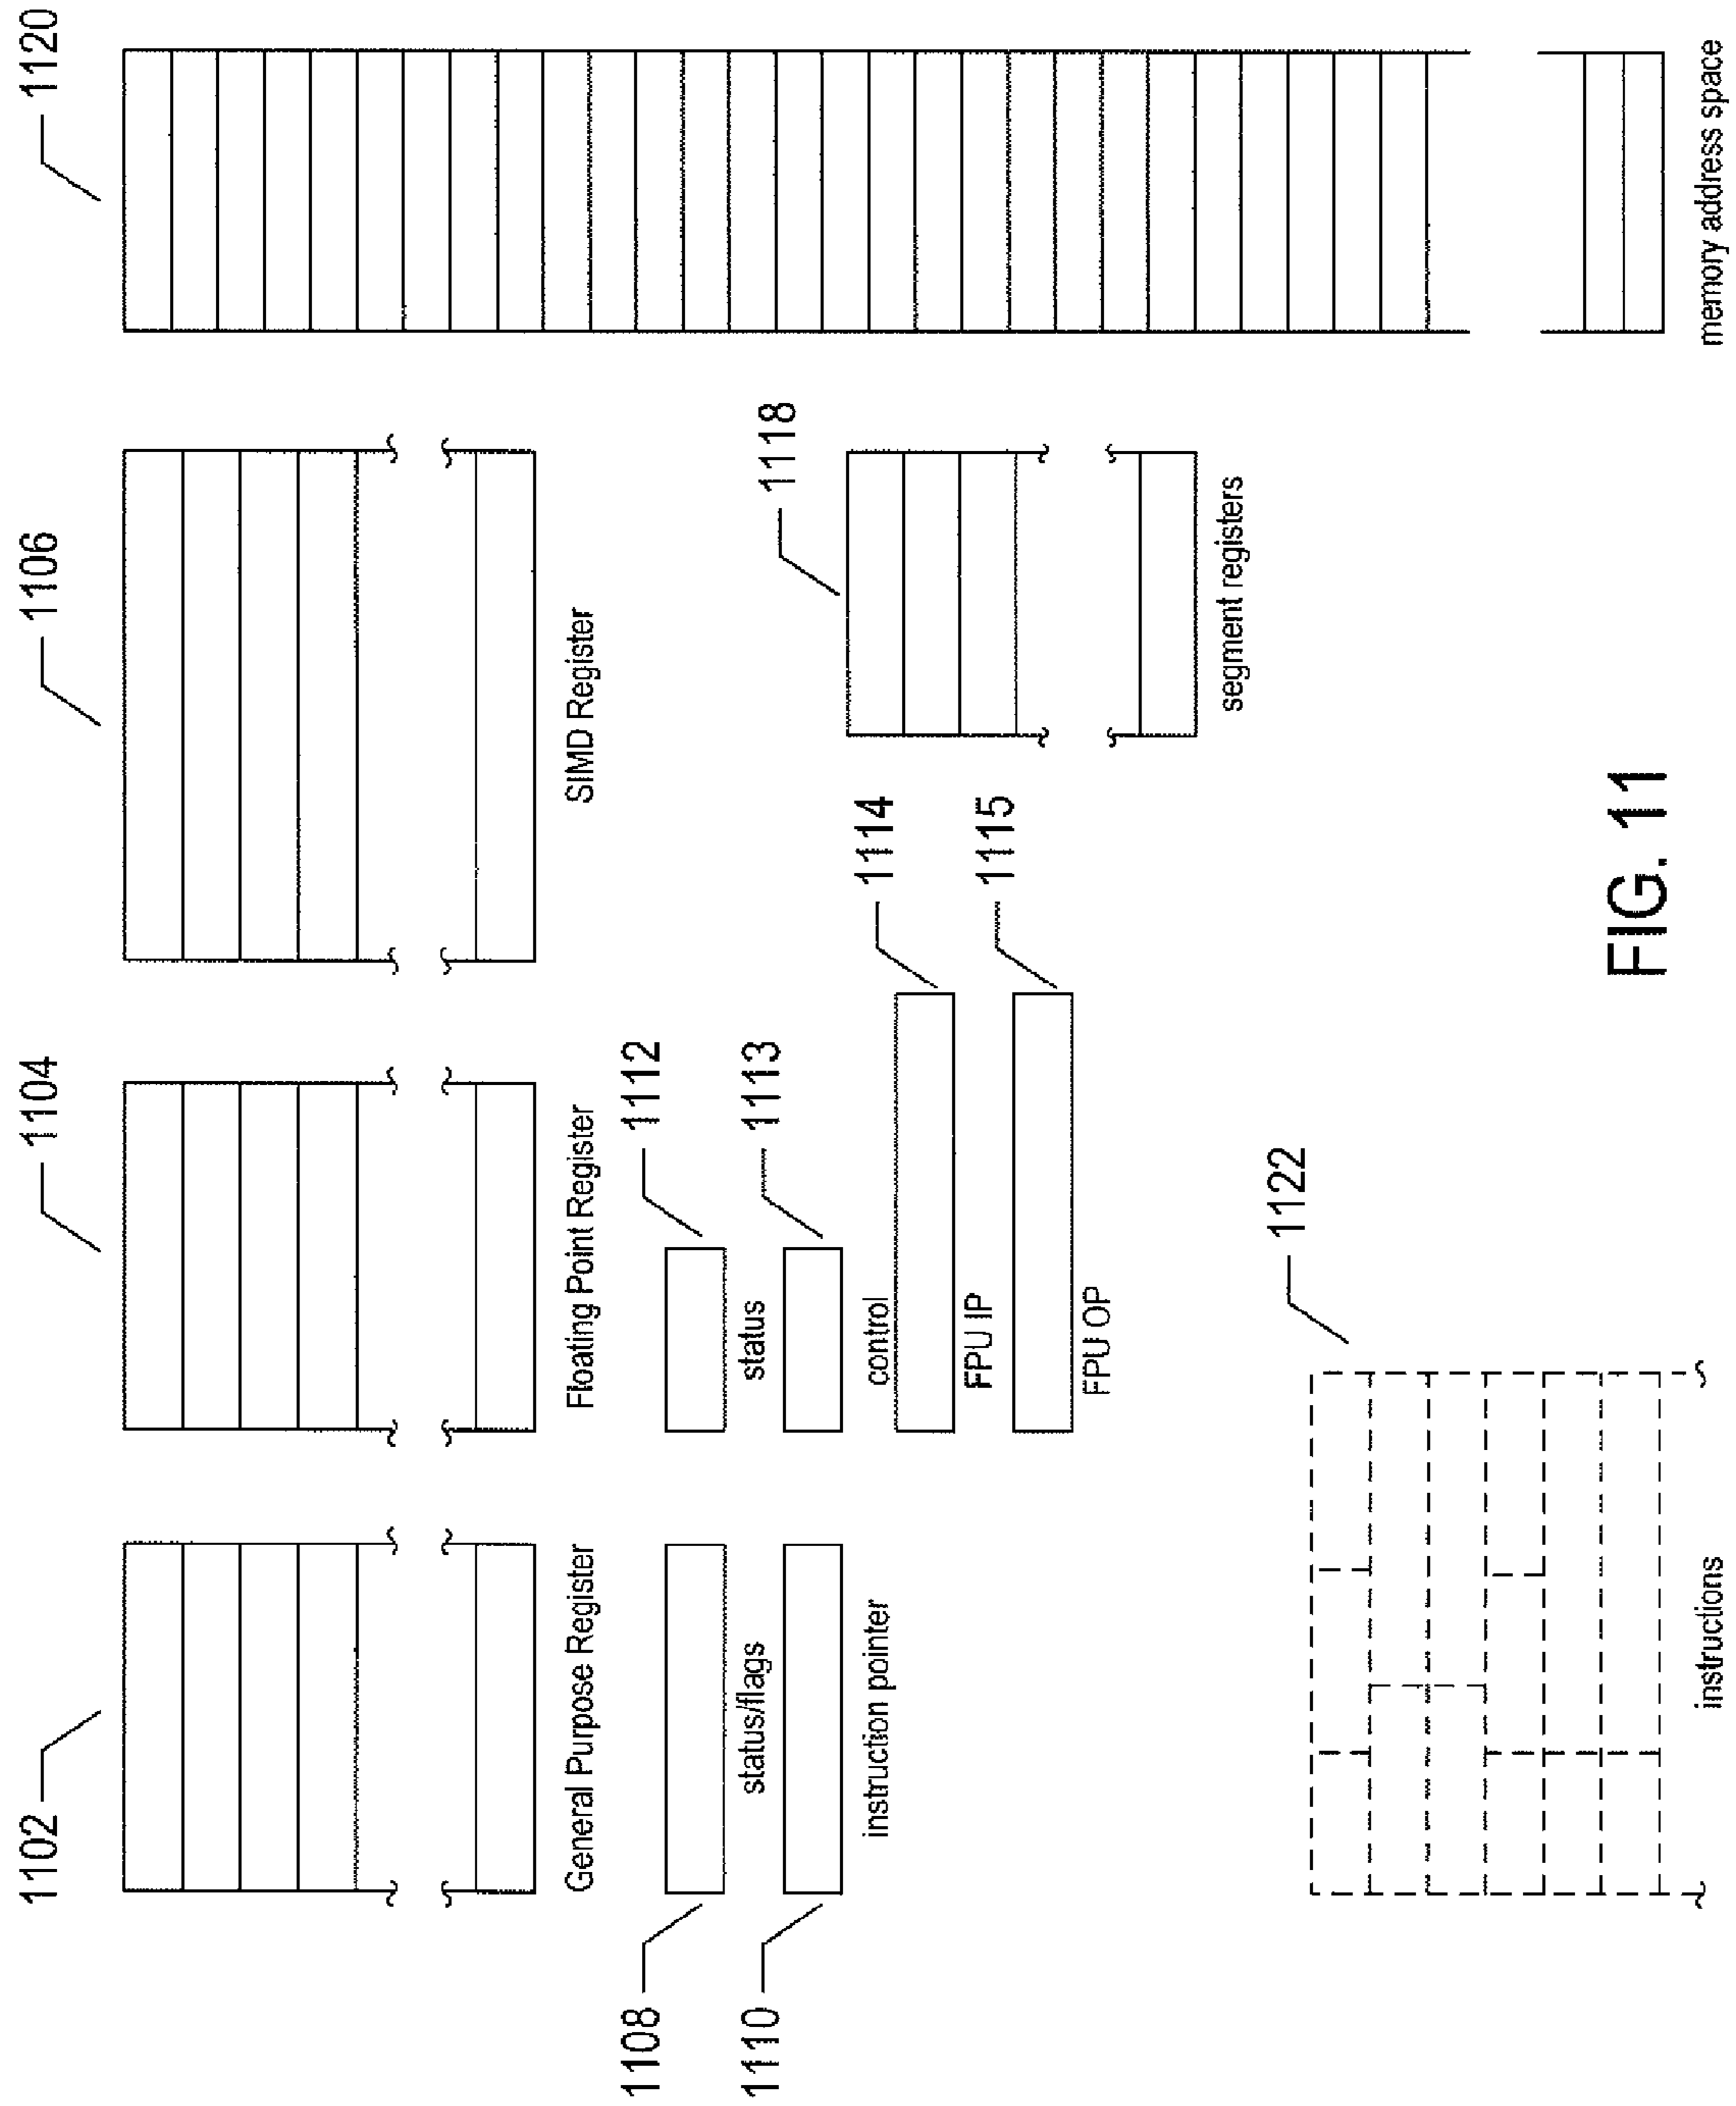 1102
1104
1106
1120
General Purpose Register
Floating Point Register
SIMD Register
1108
status/flags
1110
instruction pointer
1112
status
1113
control
1114
FPU IP
1115
FPU OP
1118
segment registers
memory address space
1122
instructions
FIG. 11